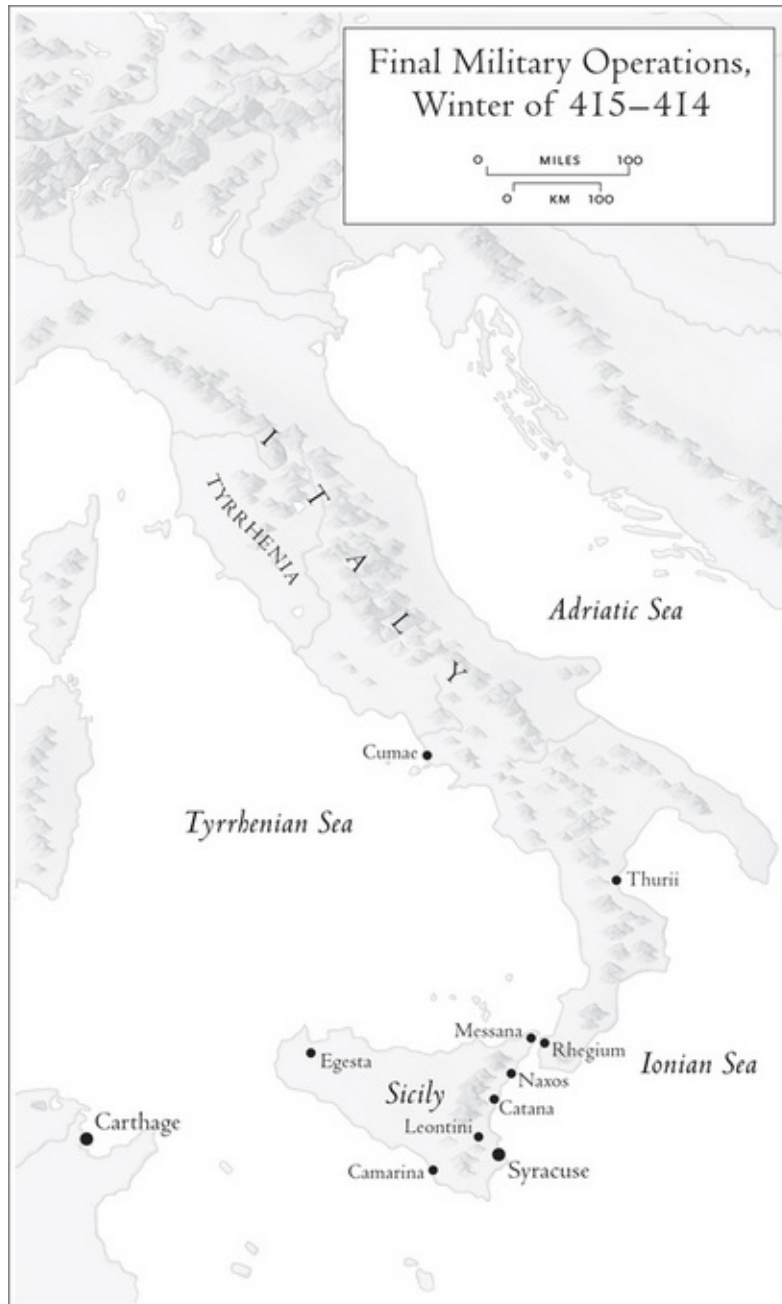 Final Military Operations,
Winter of 415–414
0 MILES 100
0 KM 100
ITALY
TYRRHENIA
Adriatic Sea
Cumae
Tyrrhenian Sea
Thurii
Messana
Rhegium
Ionian Sea
Egesta
Naxos
Sicily
Catana
Carthage
Leontini
Syracuse
Camarina